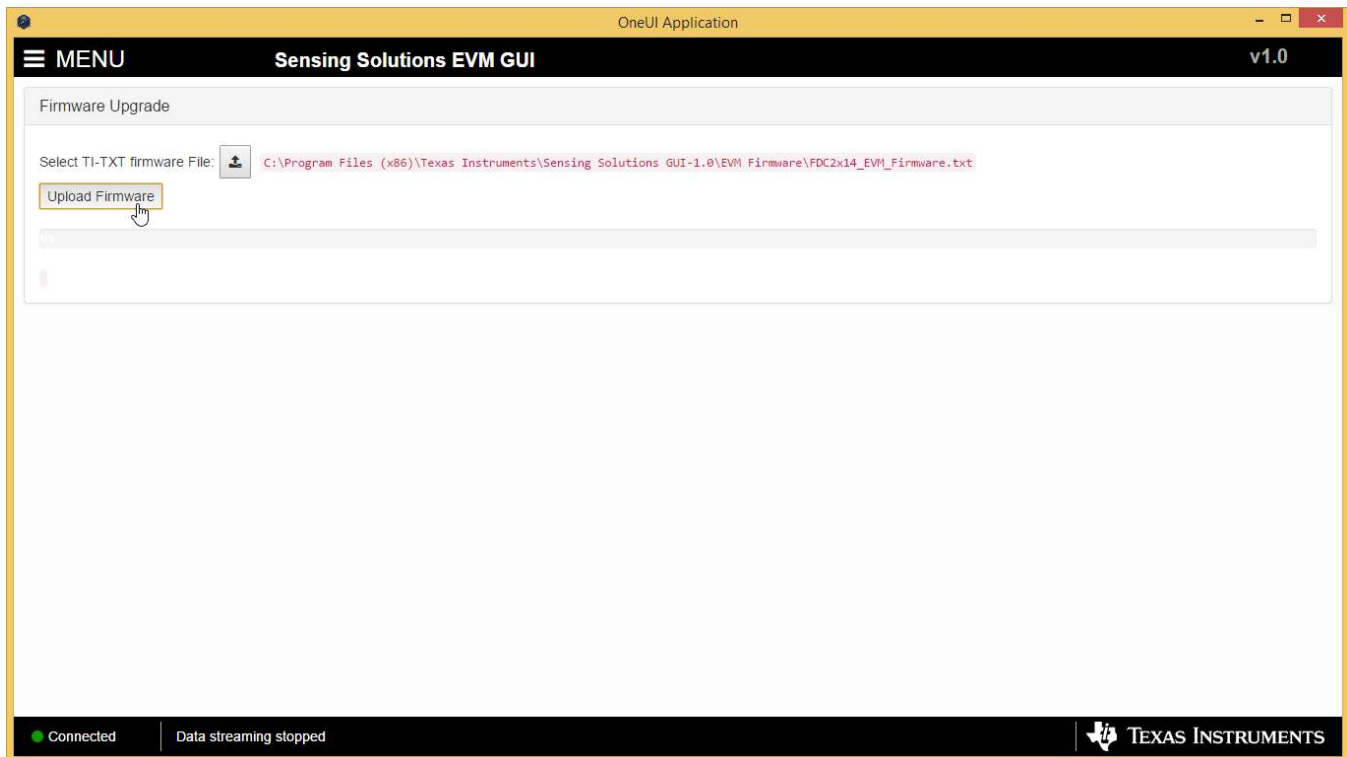 OneUI Application
MENU
Sensing Solutions EVM GUI
v1.0
Firmware Upgrade
Select TI-TXT firmware File: C:\Program Files (x86)\Texas Instruments\Sensing Solutions GUI-1.0\EVM Firmware\FDC2x14_EVM_Firmware.txt
Upload Firmware
Connected
Data streaming stopped
TEXAS INSTRUMENTS